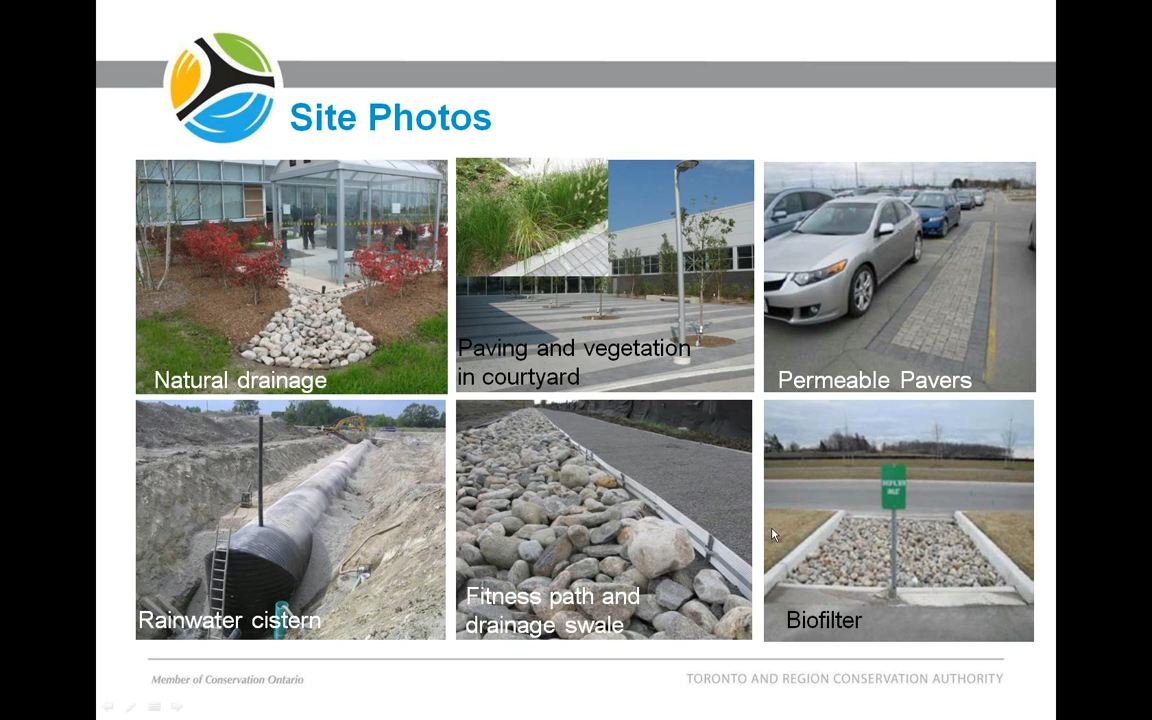 Site Photos
Natural drainage
Paving and vegetation
in courtyard
Permeable Pavers
Rainwater cistern
Fitness path and
drainage swale
Biofilter
Member of Conservation Ontario
TORONTO AND REGION CONSERVATION AUTHORITY